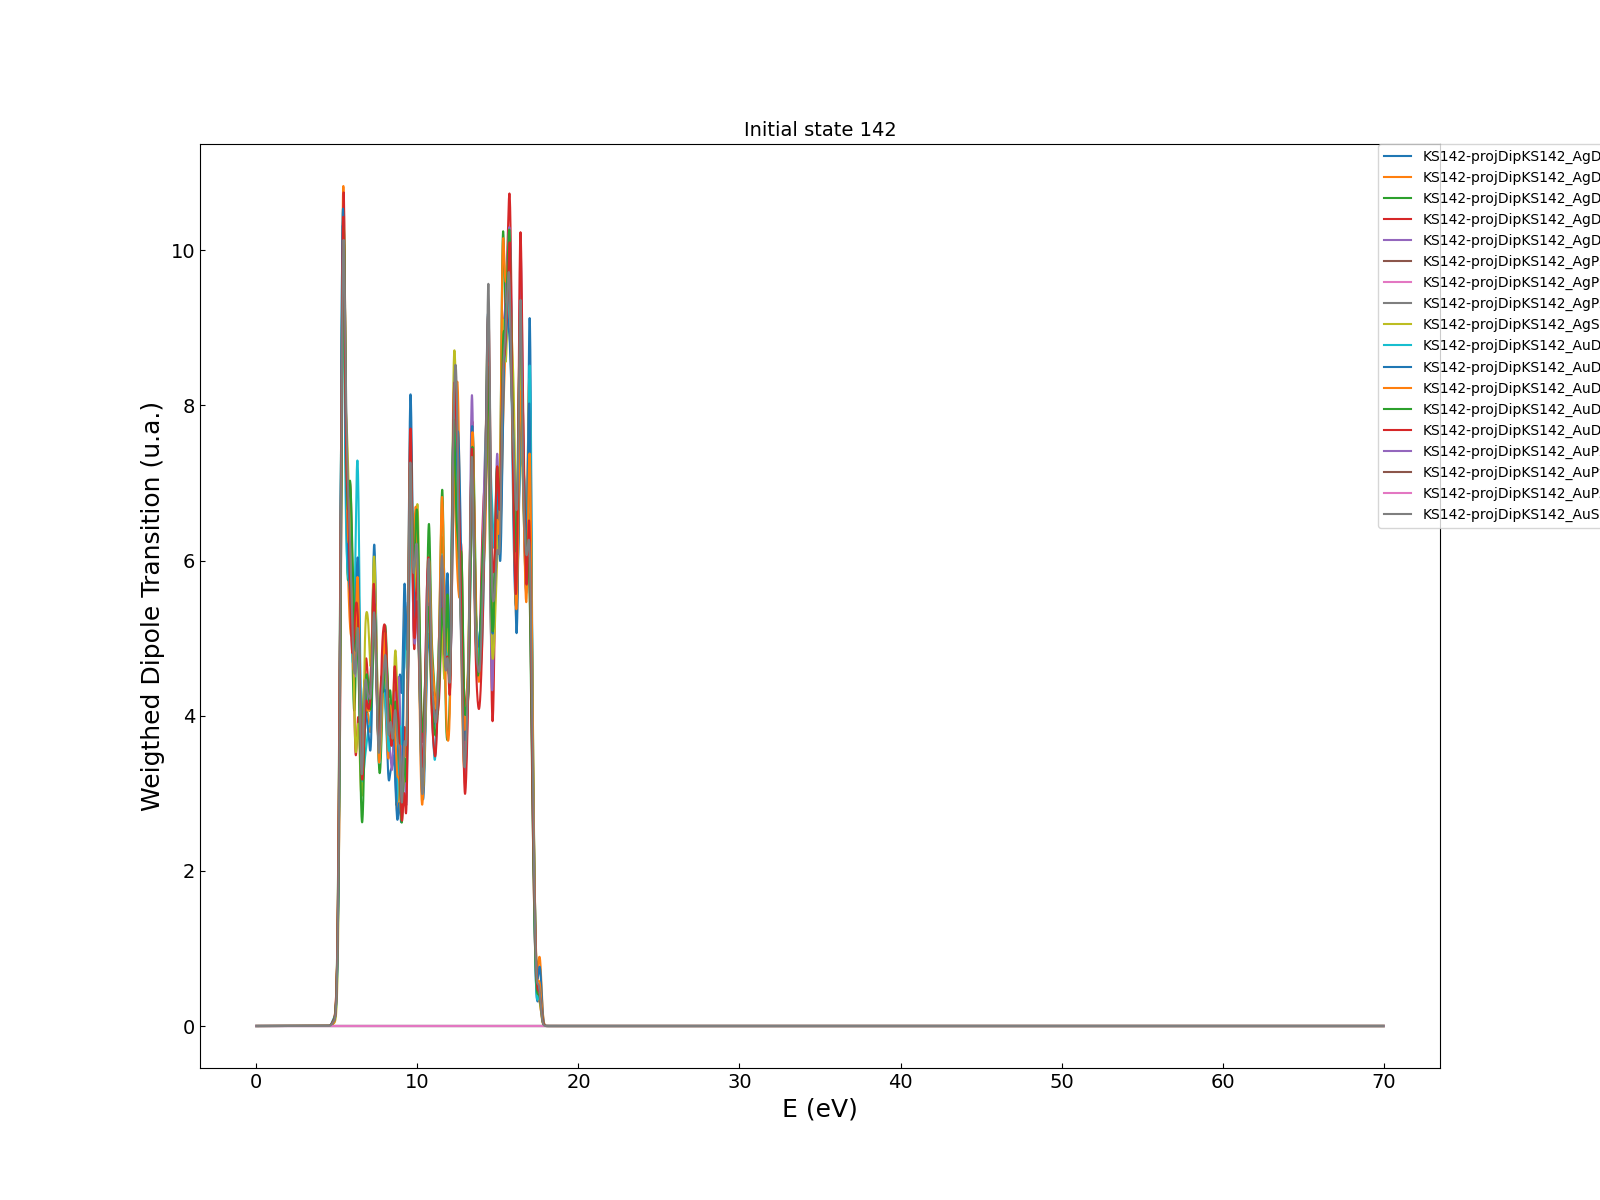 Initial state 142
Weigthed Dipole Transition (u.a.)
10
8
6
4
2
0
0 10 20 30 40 50 60 70
E (eV)
KS142-projDipKS142_AgD
KS142-projDipKS142_AgD
KS142-projDipKS142_AgD
KS142-projDipKS142_AgD
KS142-projDipKS142_AgD
KS142-projDipKS142_AgP
KS142-projDipKS142_AgP
KS142-projDipKS142_AgP
KS142-projDipKS142_AgS
KS142-projDipKS142_AuD
KS142-projDipKS142_AuD
KS142-projDipKS142_AuD
KS142-projDipKS142_AuD
KS142-projDipKS142_AuD
KS142-projDipKS142_AuP
KS142-projDipKS142_AuP
KS142-projDipKS142_AuP
KS142-projDipKS142_AuS